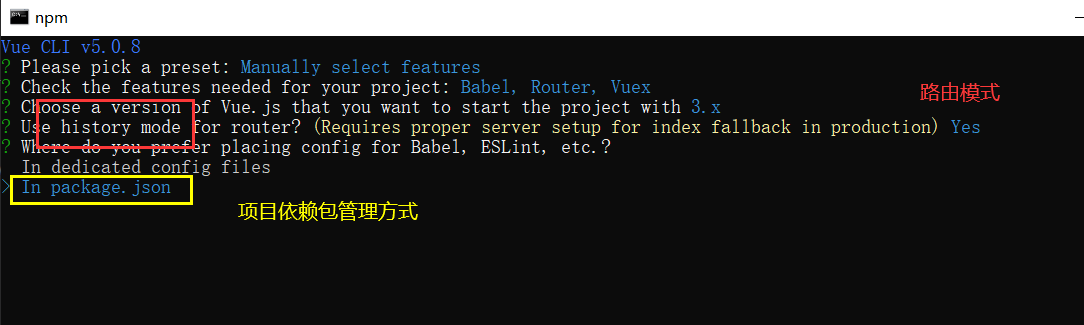 npm
Vue CLI v5.0.8
? Please pick a preset: Manually select features
? Check the features needed for your project: Babel, Router, Vuex
路由模式
? Choose a version of Vue.js that you want to start the project with 3.x
? Use history mode for router? (Requires proper server setup for index fallback in production) Yes
? Where do you prefer placing config for Babel, ESLint, etc.?
In dedicated config files
> In package.json
项目依赖包管理方式